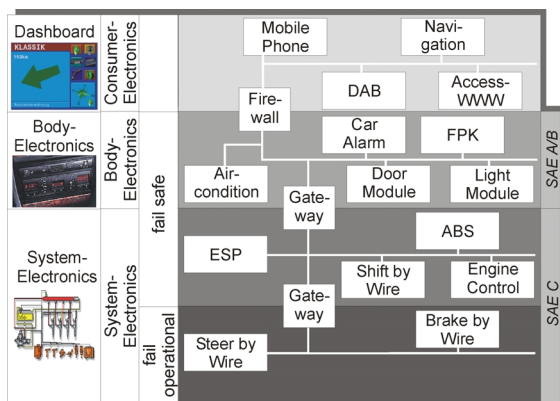 Dashboard
KLASSIK
Consumer-
Electronics
Mobile
Phone
Navi-
gation
DAB
Access-
WWW
Fire-
wall
Body-
Electronics
Body-
Electronics
Car
Alarm
FPK
Air-
condition
Door
Module
Light
Module
SAE A/B
fail safe
Gate-
way
System-
Electronics
System-
Electronics
ESP
ABS
Shift by
Wire
Engine
Control
SAE C
Gate-
way
fail
operational
Steer by
Wire
Brake by
Wire